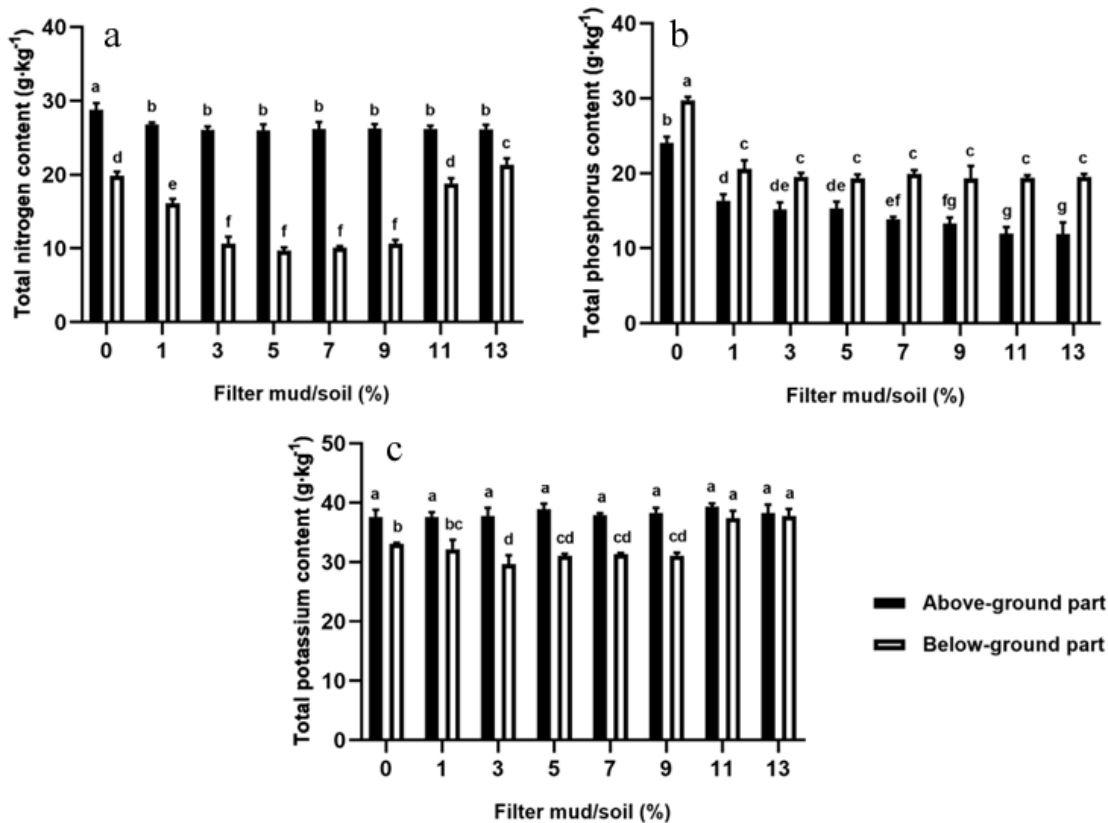 a
Total nitrogen content (g·kg⁻¹)
40
30
20
10
0
a
d
b
e
b
f
b
f
b
f
b
f
b
d
b
c
0 1 3 5 7 9 11 13
Filter mud/soil (%)
b
Total phosphorus content (g·kg⁻¹)
40
30
20
10
0
b
a
d
c
de
c
de
c
ef
c
fg
c
g
c
g
c
0 1 3 5 7 9 11 13
Filter mud/soil (%)
c
Total potassium content (g·kg⁻¹)
50
40
30
20
10
0
a
b
a
bc
a
d
a
cd
a
cd
a
cd
a
a
a
a
0 1 3 5 7 9 11 13
Filter mud/soil (%)
Above-ground part
Below-ground part